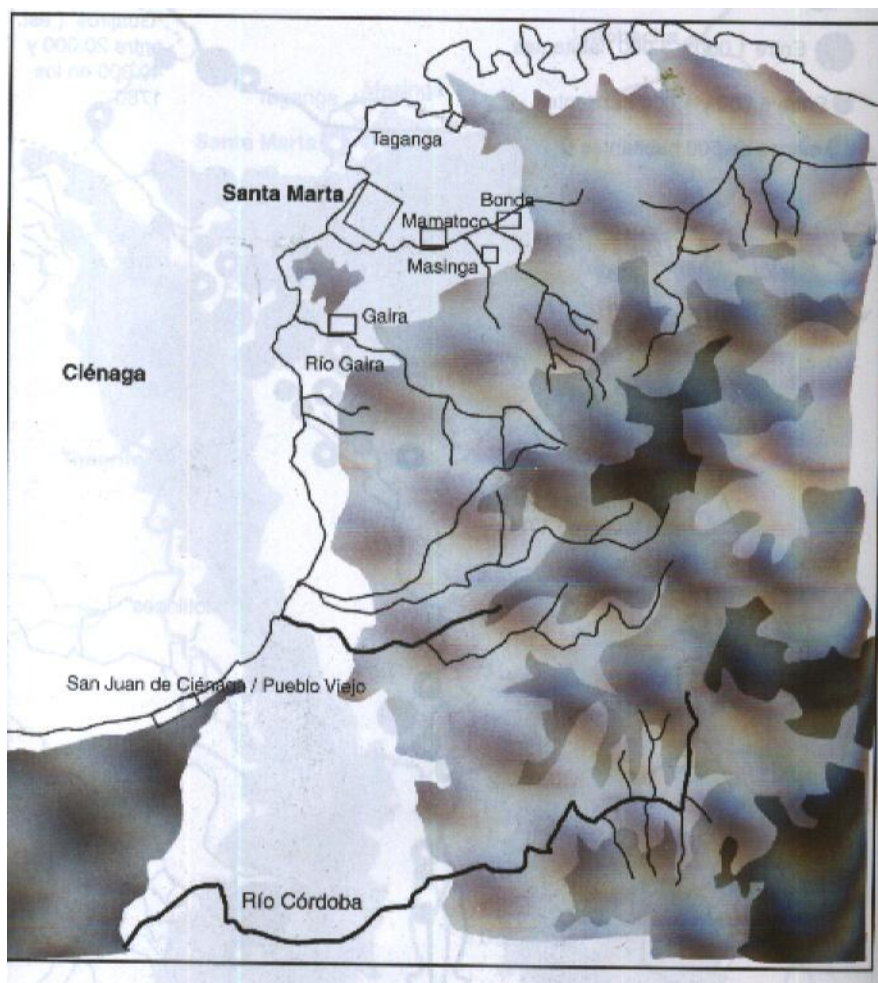 Taganga
Santa Marta
Bonda
Mamatoco
Masinga
Gaira
Ciénaga
Río Gaira
San Juan de Ciénaga / Pueblo Viejo
Río Córdoba